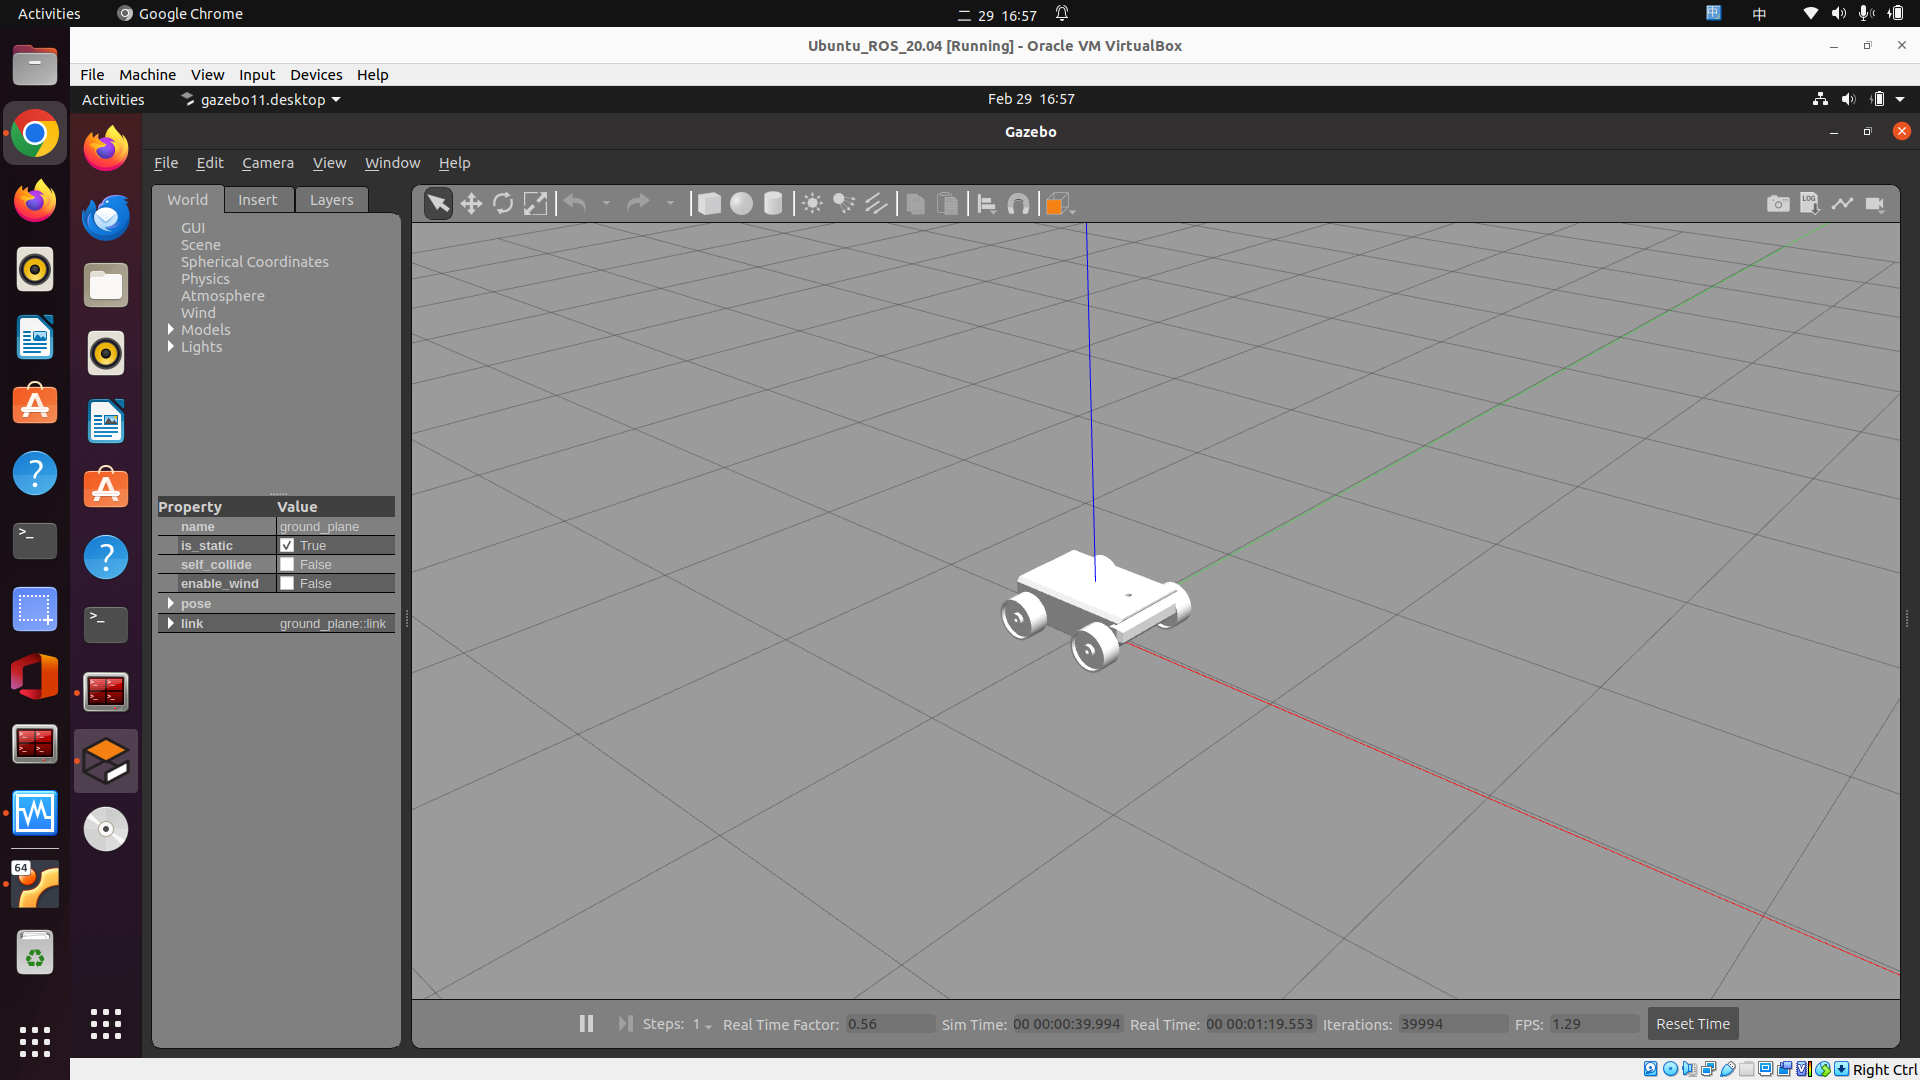 Activities Google Chrome 二 29 16:57 中 中
Ubuntu_ROS_20.04 [Running] - Oracle VM VirtualBox
File Machine View Input Devices Help
Activities gazebo11.desktop Feb 29 16:57
Gazebo
File Edit Camera View Window Help
World Insert Layers
LOG
GUI
Scene
Spherical Coordinates
Physics
Atmosphere
Wind
Models
Lights
Property Value
name ground_plane
is_static True
self_collide False
enable_wind False
pose
link ground_plane::link
64
Steps: 1 Real Time Factor: 0.56 Sim Time: 00 00:00:39.994 Real Time: 00 00:01:19.553 Iterations: 39994 FPS: 1.29 Reset Time
Right Ctrl